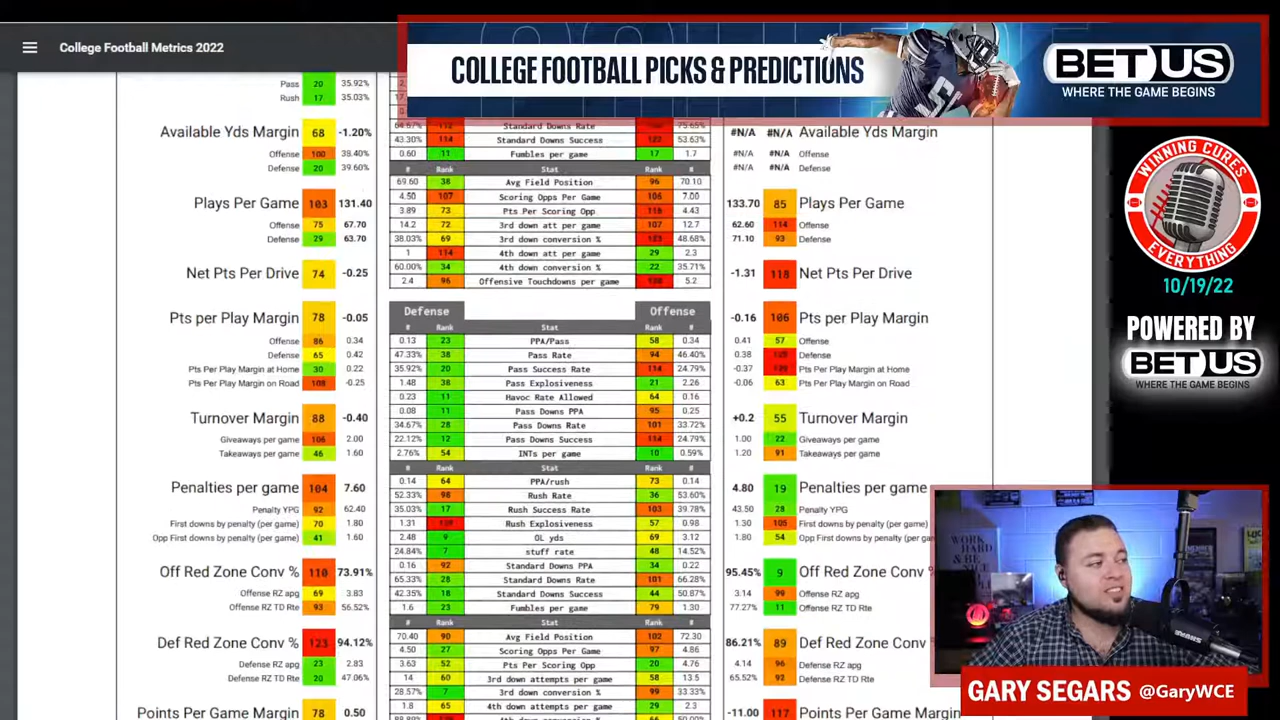 College Football Metrics 2022
COLLEGE FOOTBALL PICKS & PREDICTIONS
BETUS
WHERE THE GAME BEGINS
Pass 20 35.92%
Rush 17 35.03%
Available Yds Margin 68 -1.20%
Offense 100 38.40%
Defense 20 39.60%
Plays Per Game 103 131.40
Offense 75 67.70
Defense 29 63.70
Net Pts Per Drive 74 -0.25
Pts per Play Margin 78 -0.05
Offense 86 0.34
Defense 65 0.42
Pts Per Play Margin at Home 30 0.22
Pts Per Play Margin on Road 108 -0.25
Turnover Margin 88 -0.40
Giveaways per game 106 2.00
Takeaways per game 46 1.60
Penalties per game 104 7.60
Penalty YPG 92 62.40
First downs by penalty (per game) 70 1.80
Opp First downs by penalty (per game) 41 1.60
Off Red Zone Conv % 110 73.91%
Offense RZ apg 69 3.83
Offense RZ TD Rte 93 56.52%
Def Red Zone Conv % 123 94.12%
Defense RZ apg 23 2.83
Defense RZ TD Rte 20 47.06%
Points Per Game Margin 78 0.50
64.67% 112 Standard Downs Rate 75.65%
43.30% 114 Standard Downs Success 122 53.63%
0.60 11 Fumbles per game 17 1.7
# Rank Stat Rank #
69.60 38 Avg Field Position 96 70.10
4.50 107 Scoring Opps Per Game 106 7.00
3.89 73 Pts Per Scoring Opp 116 4.43
14.2 72 3rd down att per game 107 12.7
38.03% 69 3rd down conversion % 123 48.68%
1 114 4th down att per game 29 2.3
60.00% 34 4th down conversion % 22 35.71%
2.4 96 Offensive Touchdowns per game 5.2
Defense Offense
# Rank Stat Rank #
0.13 23 PPA/Pass 58 0.34
47.33% 38 Pass Rate 94 46.40%
35.92% 20 Pass Success Rate 114 24.79%
1.48 38 Pass Explosiveness 21 2.26
0.23 11 Havoc Rate Allowed 64 0.16
0.08 11 Pass Downs PPA 95 0.25
34.67% 28 Pass Downs Rate 101 33.72%
22.12% 12 Pass Downs Success 114 24.79%
2.76% 54 INTs per game 10 0.59%
# Rank Stat Rank #
0.14 64 PPA/rush 73 0.14
52.33% 98 Rush Rate 36 53.60%
35.03% 17 Rush Success Rate 103 39.78%
1.31 Rush Explosiveness 57 0.98
2.48 9 OL yds 69 3.12
24.84% 7 stuff rate 48 14.52%
0.16 92 Standard Downs PPA 34 0.22
65.33% 28 Standard Downs Rate 101 66.28%
42.35% 18 Standard Downs Success 44 50.87%
1.6 23 Fumbles per game 79 1.30
# Rank Stat Rank #
70.40 90 Avg Field Position 102 72.30
4.50 27 Scoring Opps Per Game 97 4.86
3.63 52 Pts Per Scoring Opp 20 4.76
14 60 3rd down attempts per game 58 13.5
28.57% 7 3rd down conversion % 99 33.33%
1.8 65 4th down attempts per game 29 2.3
#N/A #N/A Available Yds Margin
#N/A #N/A Offense
#N/A #N/A Defense
133.70 85 Plays Per Game
62.60 114 Offense
71.10 93 Defense
-1.31 118 Net Pts Per Drive
-0.16 106 Pts per Play Margin
0.41 57 Offense
0.38 Defense
-0.37 Pts Per Play Margin at Home
-0.06 63 Pts Per Play Margin on Road
+0.2 55 Turnover Margin
1.00 22 Giveaways per game
1.20 91 Takeaways per game
4.80 19 Penalties per game
43.50 28 Penalty YPG
1.30 105 First downs by penalty (per game)
1.80 54 Opp First downs by penalty (per
95.45% 9 Off Red Zone Conv
3.14 99 Offense RZ apg
77.27% 11 Offense RZ TD Rte
86.21% 89 Def Red Zone Conv
4.14 96 Defense RZ apg
65.52% 92 Defense RZ TD Rte
-11.00 117 Points Per Game Margin
WINNING CURES
EVERYTHING
10/19/22
POWERED BY
BETUS
WHERE THE GAME BEGINS
WORK
HARD
& BE
GARY SEGARS @GaryWCE